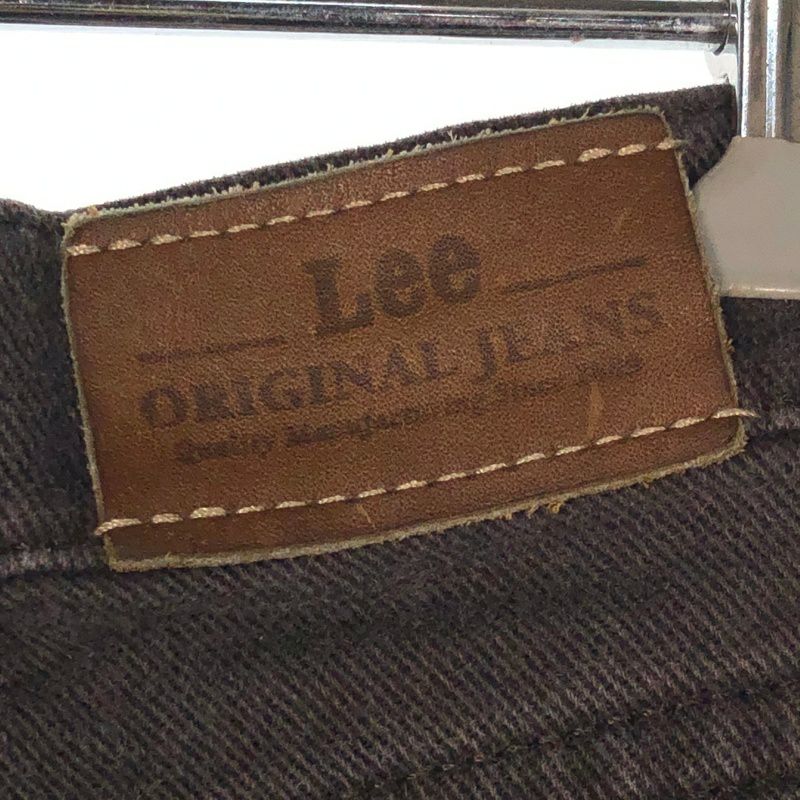 Lee
ORIGINAL JEANS
Quality Manufacturing